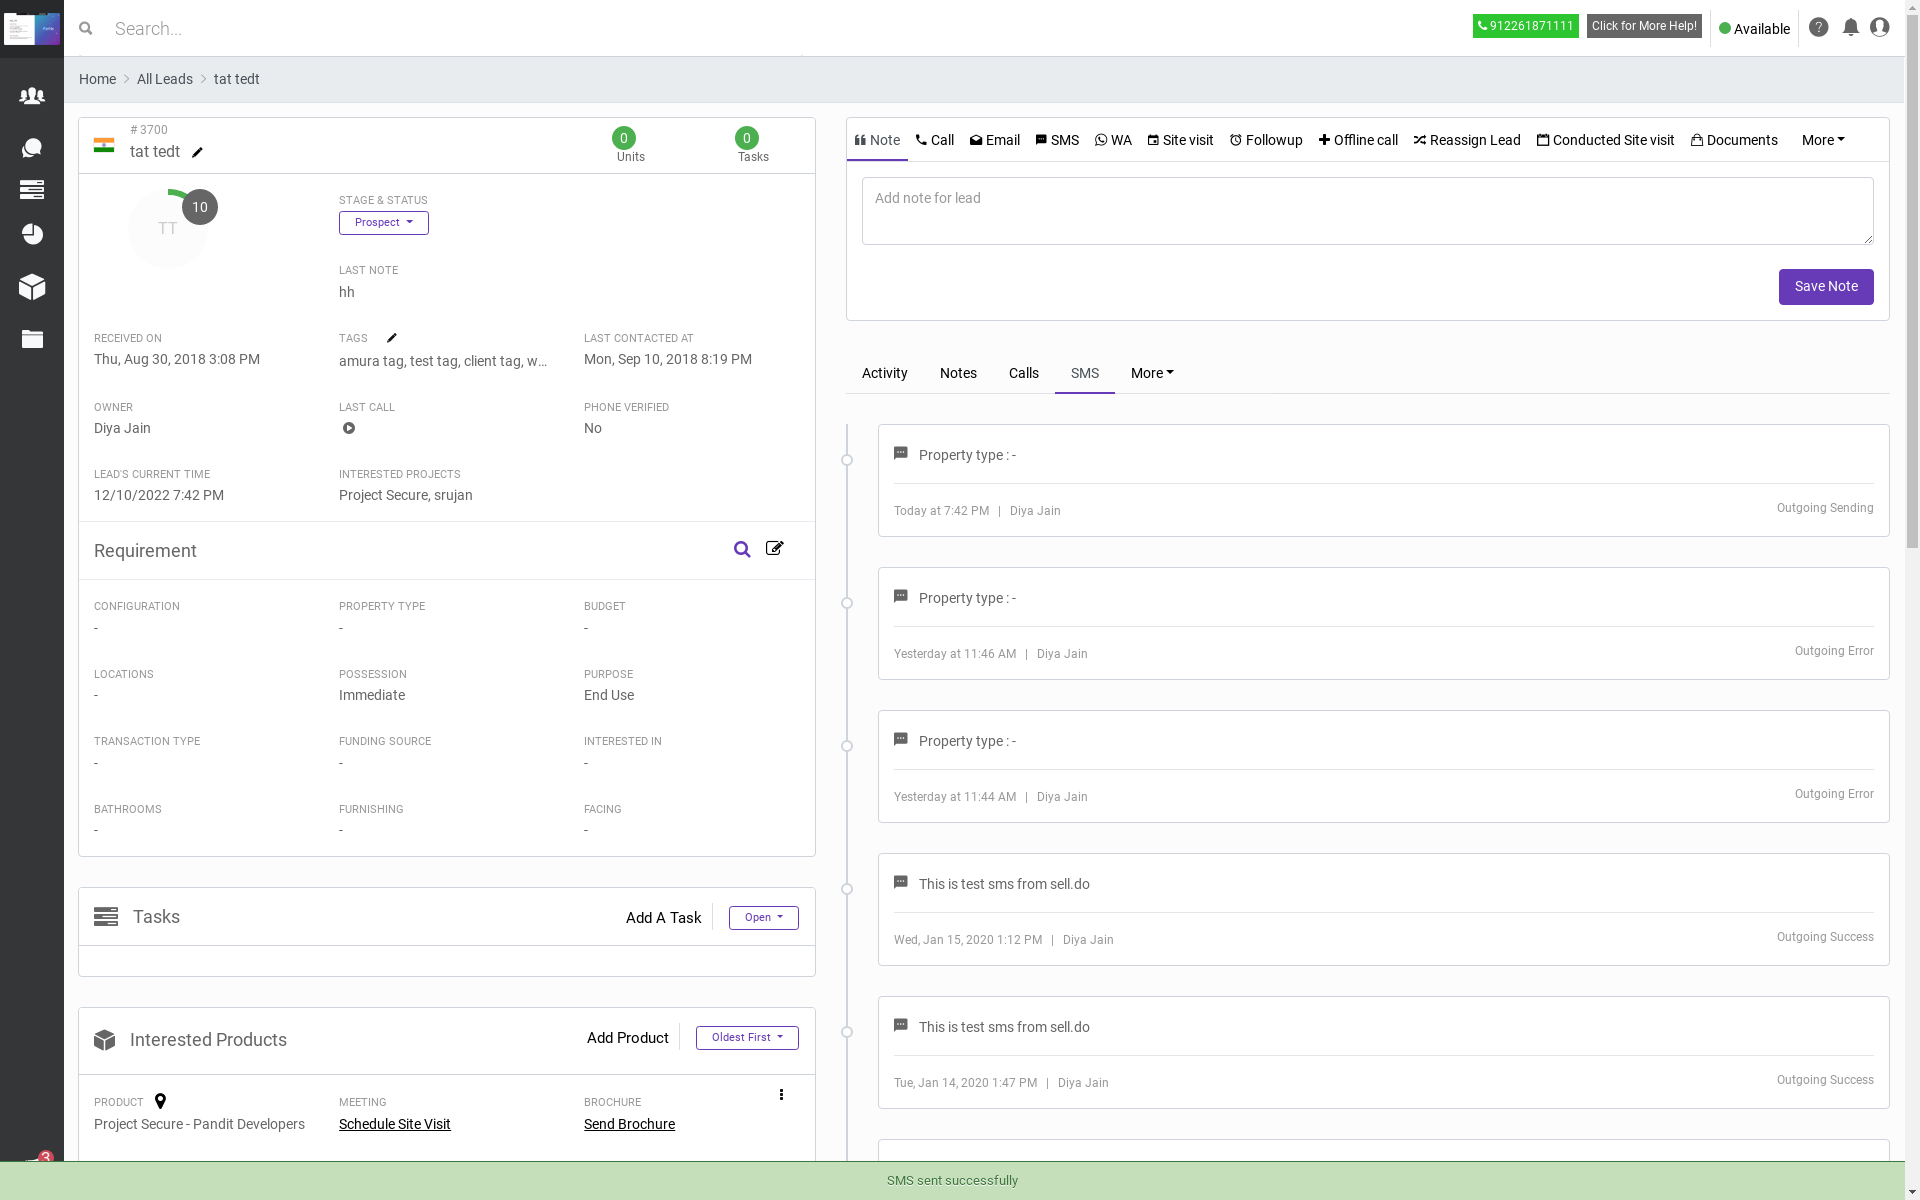 Search...
912261871111
Click for More Help!
Available
Home
All Leads
tat tedt
# 3700
tat tedt
0
Units
0
Tasks
TT
10
STAGE & STATUS
Prospect
LAST NOTE
hh
RECEIVED ON
Thu, Aug 30, 2018 3:08 PM
TAGS
amura tag, test tag, client tag, w...
LAST CONTACTED AT
Mon, Sep 10, 2018 8:19 PM
OWNER
Diya Jain
LAST CALL
PHONE VERIFIED
No
LEAD'S CURRENT TIME
12/10/2022 7:42 PM
INTERESTED PROJECTS
Project Secure, srujan
Requirement
CONFIGURATION
-
PROPERTY TYPE
-
BUDGET
-
LOCATIONS
-
POSSESSION
Immediate
PURPOSE
End Use
TRANSACTION TYPE
-
FUNDING SOURCE
-
INTERESTED IN
-
BATHROOMS
-
FURNISHING
-
FACING
-
Tasks
Add A Task
Open
Interested Products
Add Product
Oldest First
PRODUCT
Project Secure - Pandit Developers
MEETING
Schedule Site Visit
BROCHURE
Send Brochure
3
Note
Call
Email
SMS
WA
Site visit
Followup
Offline call
Reassign Lead
Conducted Site visit
Documents
More
Add note for lead
Save Note
Activity
Notes
Calls
SMS
More
Property type : -
Today at 7:42 PM | Diya Jain
Outgoing Sending
Property type : -
Yesterday at 11:46 AM | Diya Jain
Outgoing Error
Property type : -
Yesterday at 11:44 AM | Diya Jain
Outgoing Error
This is test sms from sell.do
Wed, Jan 15, 2020 1:12 PM | Diya Jain
Outgoing Success
This is test sms from sell.do
Tue, Jan 14, 2020 1:47 PM | Diya Jain
Outgoing Success
SMS sent successfully